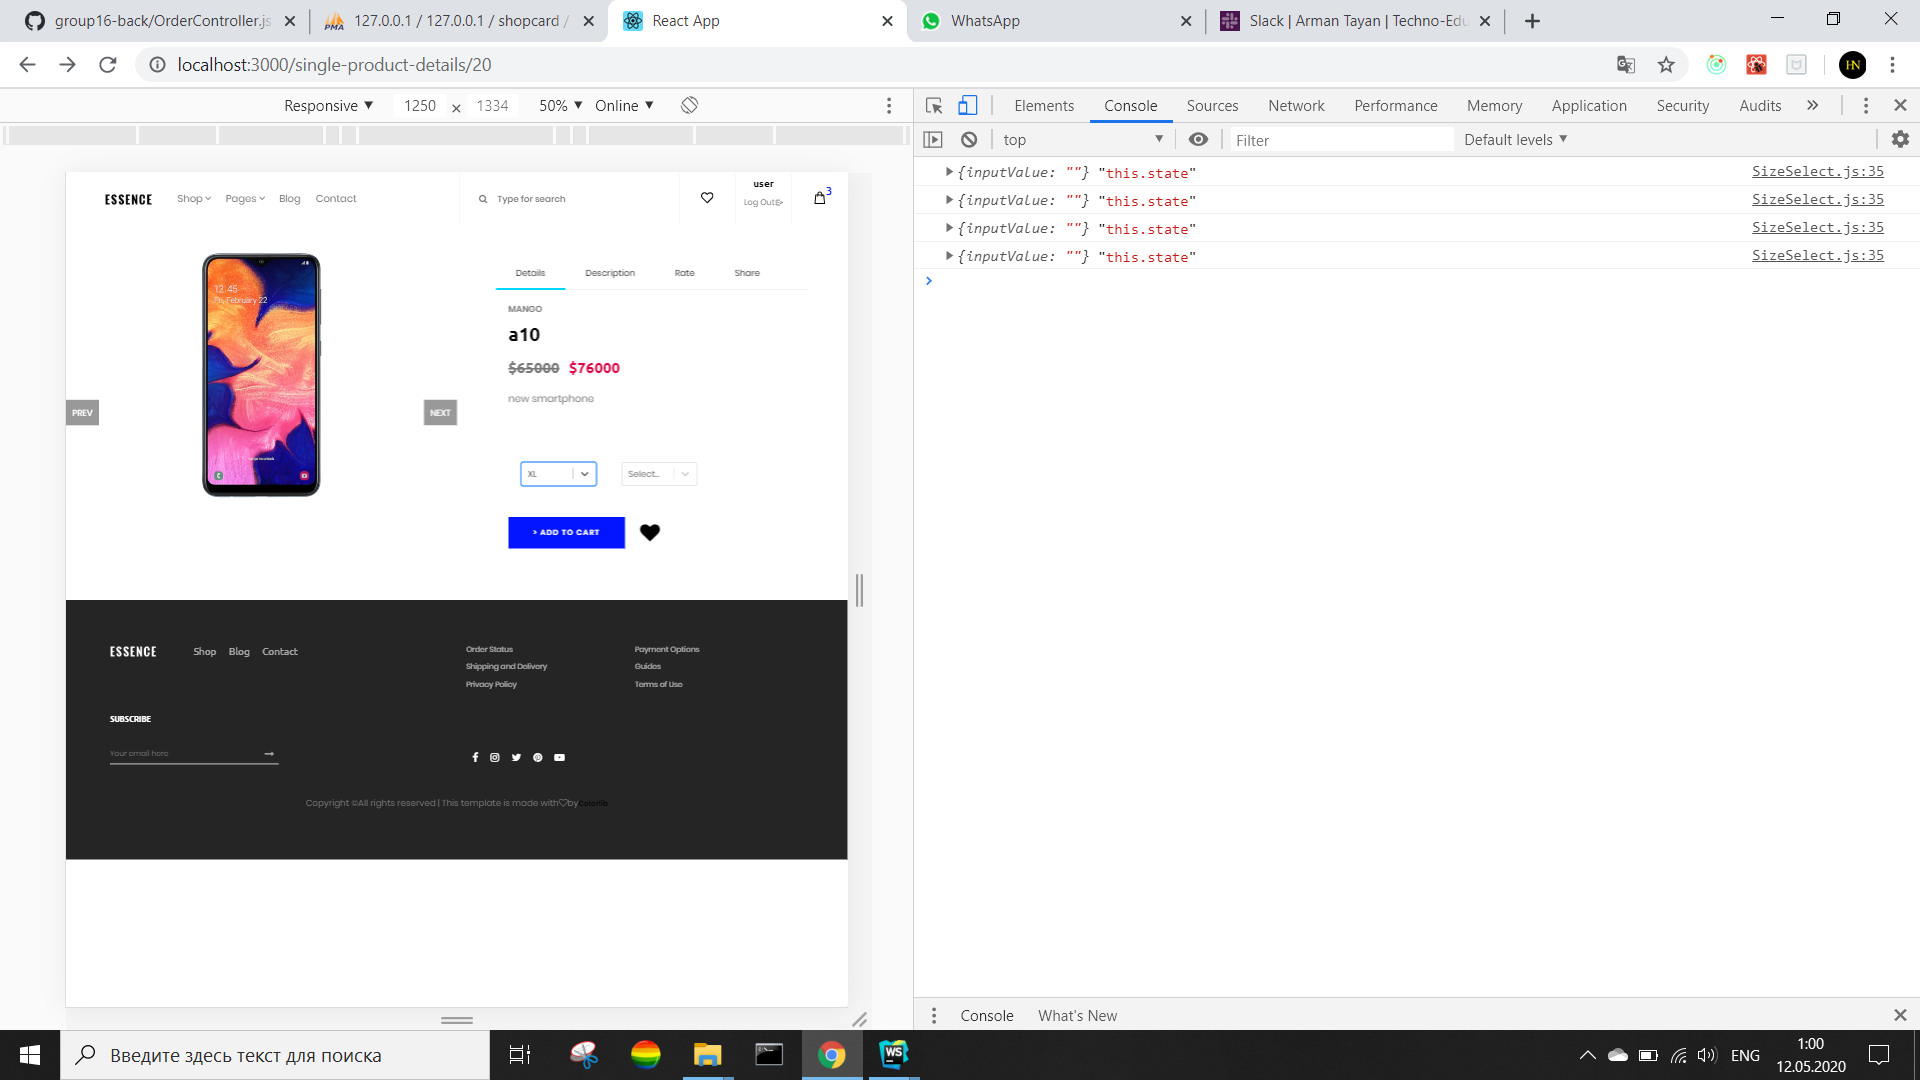 group16-back/OrderController.js
127.0.0.1 / 127.0.0.1 / shopcard /
React App
WhatsApp
Slack | Arman Tayan | Techno-Edu
localhost:3000/single-product-details/20
HN
Responsive 1250 × 1334 50% Online
Elements Console Sources Network Performance Memory Application Security Audits
top Filter Default levels
{inputValue: ""} "this.state" SizeSelect.js:35
{inputValue: ""} "this.state" SizeSelect.js:35
{inputValue: ""} "this.state" SizeSelect.js:35
{inputValue: ""} "this.state" SizeSelect.js:35
ESSENCE Shop Pages Blog Contact Type for search user 3
Log Out
Details Description Rate Share
12:45
Fri, February 22
MANGO
a10
$65000 $76000
new smartphone
PREV NEXT
XL Select...
> ADD TO CART
ESSENCE Shop Blog Contact
Order Status Payment Options
Shipping and Delivery Guides
Privacy Policy Terms of Use
SUBSCRIBE
Your email here
Copyright ©All rights reserved | This template is made with♡by Colorlib
Console What's New
Введите здесь текст для поиска
WS
ENG
1:00
12.05.2020